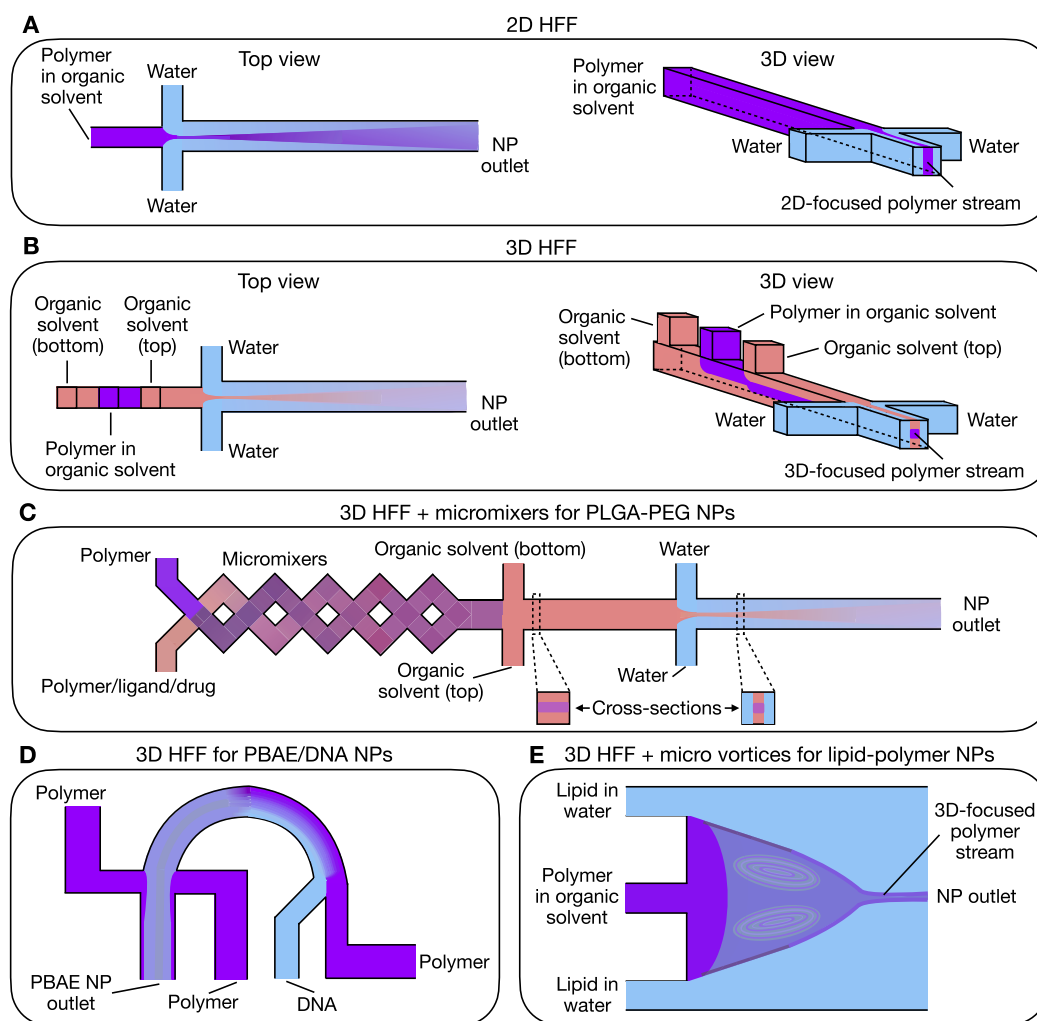 A
2D HFF
Polymer
in organic
solvent
Water
Top view
Water
NP
outlet
3D view
Polymer
in organic
solvent
Water
Water
2D-focused polymer stream
B
3D HFF
Top view
Organic
solvent
(bottom)
Organic
solvent
(top)
Water
Polymer in
organic solvent
Water
NP
outlet
3D view
Organic
solvent
(bottom)
Polymer in organic solvent
Organic solvent (top)
Water
Water
3D-focused polymer stream
C
3D HFF + micromixers for PLGA-PEG NPs
Polymer
Micromixers
Organic solvent (bottom)
Water
NP
outlet
Polymer/ligand/drug
Organic
solvent (top)
Water
Cross-sections
D
3D HFF for PBAE/DNA NPs
Polymer
PBAE NP
outlet
Polymer
DNA
Polymer
E
3D HFF + micro vortices for lipid-polymer NPs
Lipid in
water
3D-focused
polymer
stream
Polymer
in organic
solvent
NP outlet
Lipid in
water